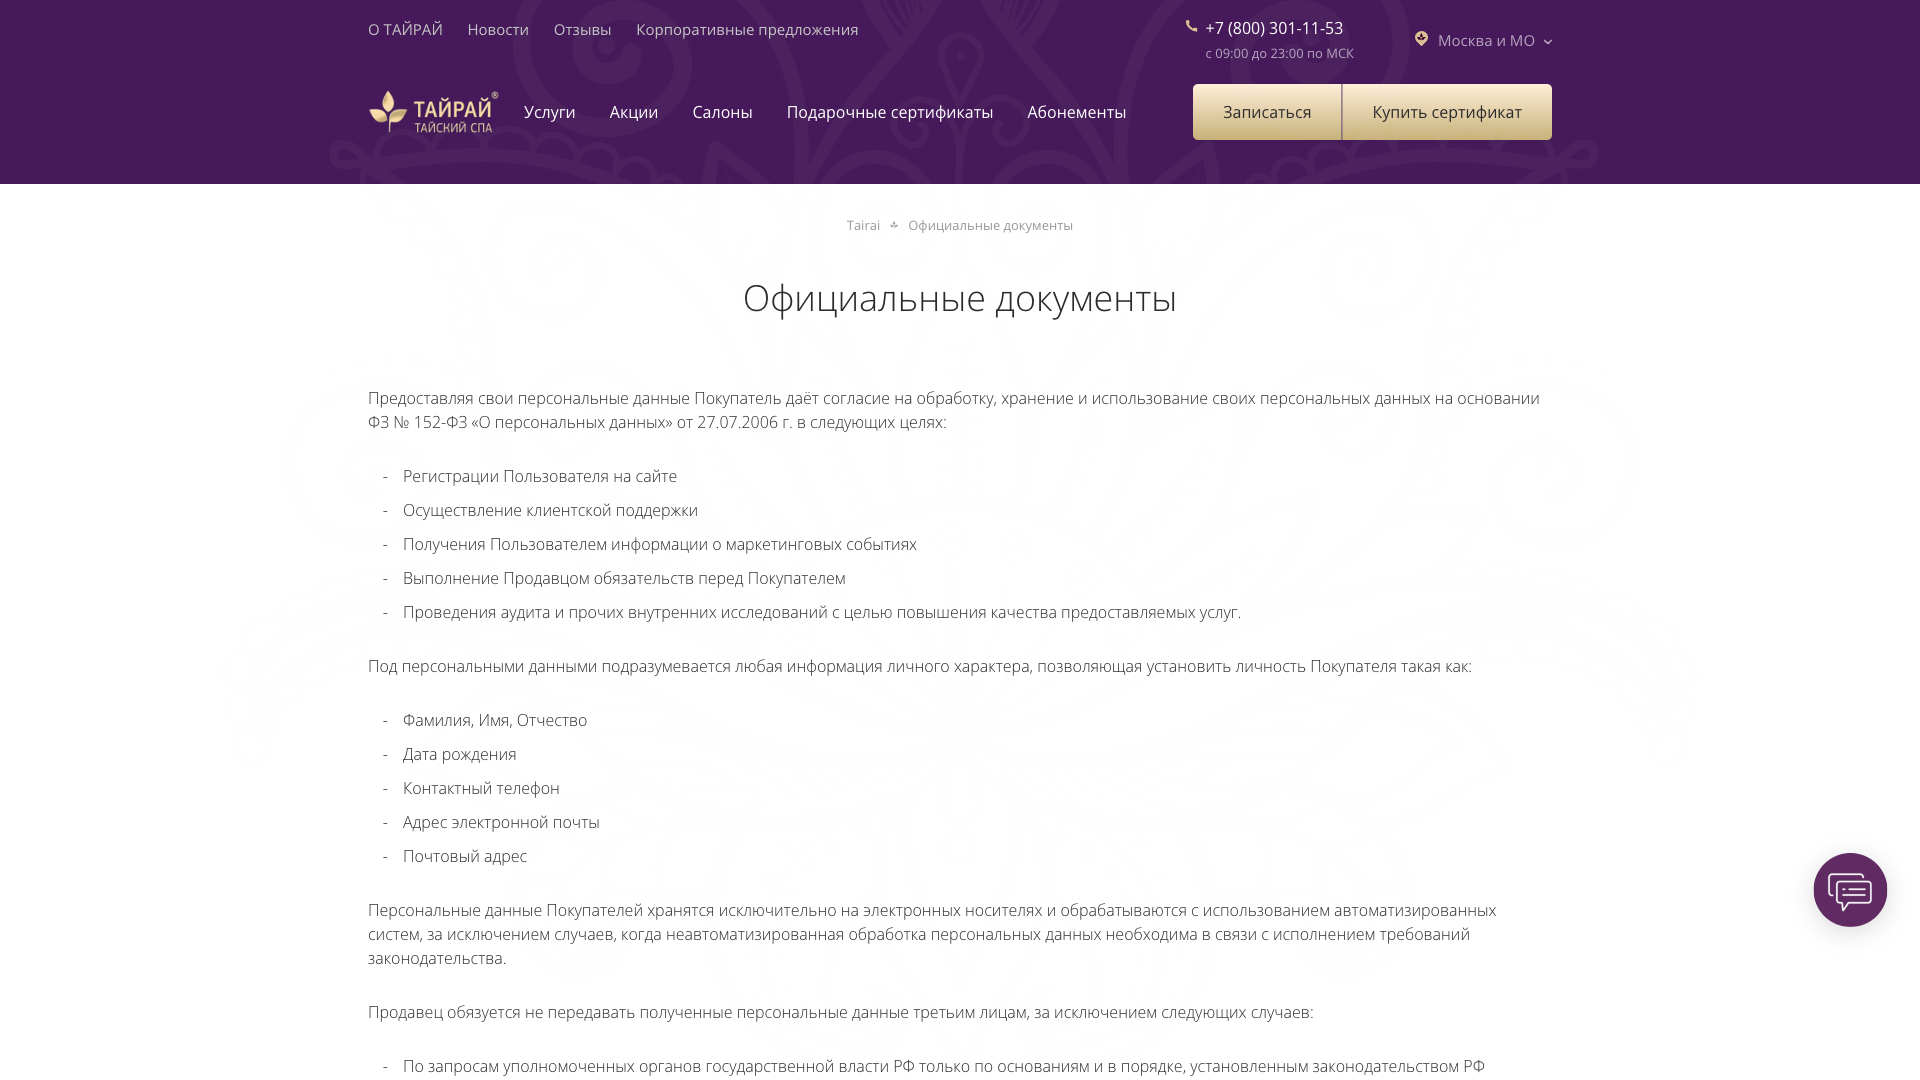 О ТАЙРАЙ Новости Отзывы Корпоративные предложения
+7 (800) 301-11-53
с 09:00 до 23:00 по МСК
Москва и МО
ТАЙРАЙ®
ТАЙСКИЙ СПА
Услуги Акции Салоны Подарочные сертификаты Абонементы
Записаться Купить сертификат
Tairai Официальные документы
Официальные документы
Предоставляя свои персональные данные Покупатель даёт согласие на обработку, хранение и использование своих персональных данных на основании
ФЗ № 152-ФЗ «О персональных данных» от 27.07.2006 г. в следующих целях:
- Регистрации Пользователя на сайте
- Осуществление клиентской поддержки
- Получения Пользователем информации о маркетинговых событиях
- Выполнение Продавцом обязательств перед Покупателем
- Проведения аудита и прочих внутренних исследований с целью повышения качества предоставляемых услуг.
Под персональными данными подразумевается любая информация личного характера, позволяющая установить личность Покупателя такая как:
- Фамилия, Имя, Отчество
- Дата рождения
- Контактный телефон
- Адрес электронной почты
- Почтовый адрес
Персональные данные Покупателей хранятся исключительно на электронных носителях и обрабатываются с использованием автоматизированных
систем, за исключением случаев, когда неавтоматизированная обработка персональных данных необходима в связи с исполнением требований
законодательства.
Продавец обязуется не передавать полученные персональные данные третьим лицам, за исключением следующих случаев:
- По запросам уполномоченных органов государственной власти РФ только по основаниям и в порядке, установленным законодательством РФ